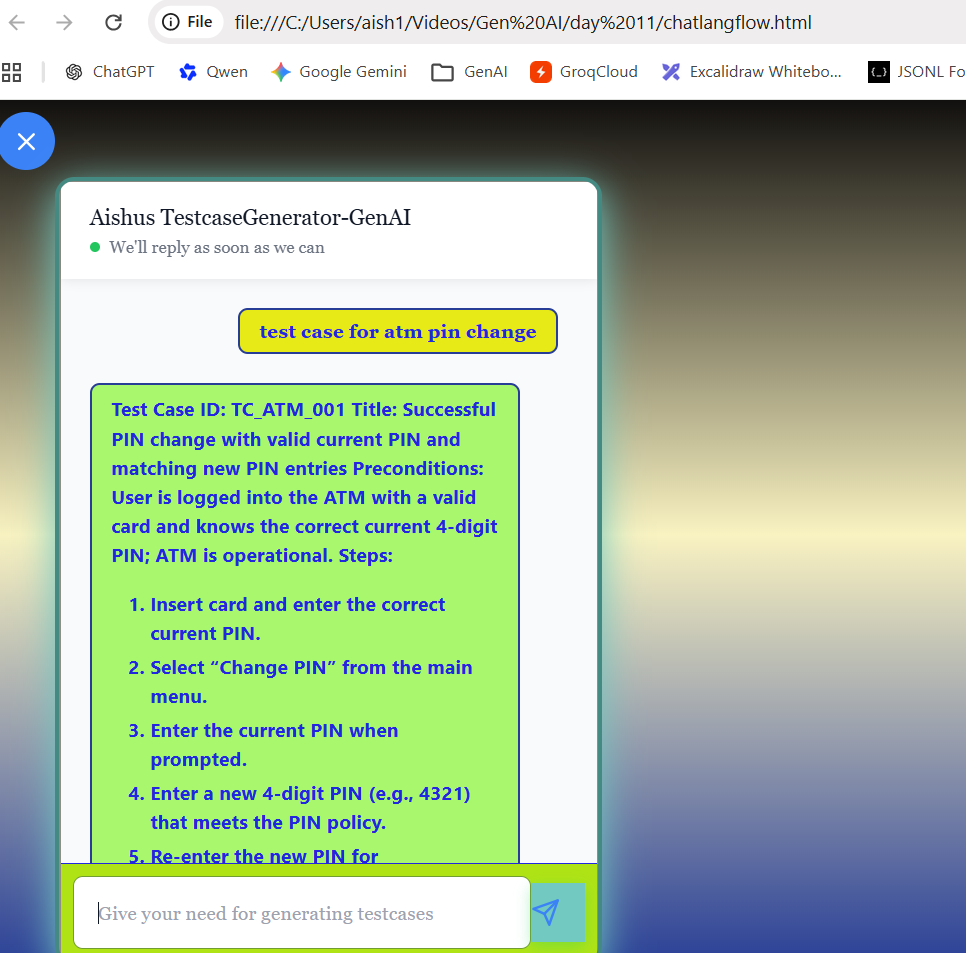 File
file:///C:/Users/aish1/Videos/Gen%20AI/day%2011/chatlangflow.html
ChatGPT
Qwen
Google Gemini
GenAI
GroqCloud
Excalidraw Whitebo...
{...}
JSONL Fo
Aishus TestcaseGenerator-GenAI
We'll reply as soon as we can
test case for atm pin change
Test Case ID: TC_ATM_001 Title: Successful
PIN change with valid current PIN and
matching new PIN entries Preconditions:
User is logged into the ATM with a valid
card and knows the correct current 4-digit
PIN; ATM is operational. Steps:
1. Insert card and enter the correct
current PIN.
2. Select “Change PIN” from the main
menu.
3. Enter the current PIN when
prompted.
4. Enter a new 4-digit PIN (e.g., 4321)
that meets the PIN policy.
5. Re-enter the new PIN for
Give your need for generating testcases